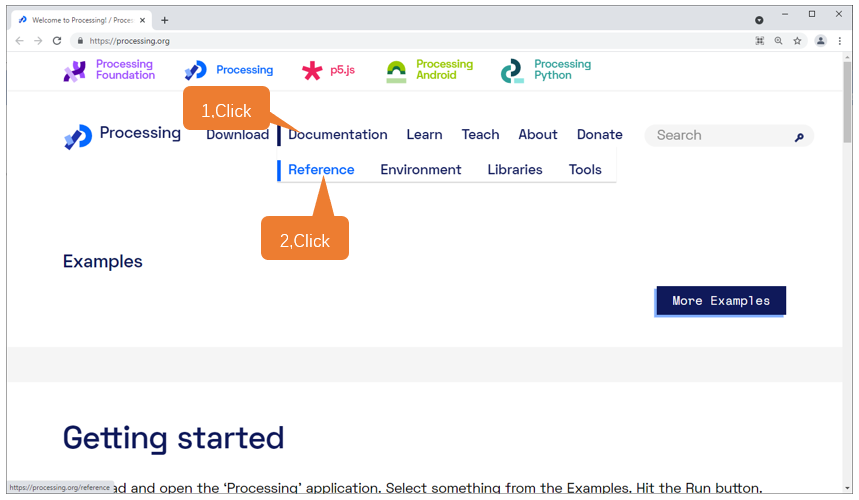 Welcome to Processing! / Proces
https://processing.org
Processing Foundation
Processing
p5.js
Processing Android
Processing Python
1,Click
Processing
Download
Documentation
Learn
Teach
About
Donate
Search
Reference
Environment
Libraries
Tools
2,Click
Examples
More Examples
Getting started
https://processing.org/reference
and open the ‘Processing’ application. Select something from the Examples. Hit the Run button.